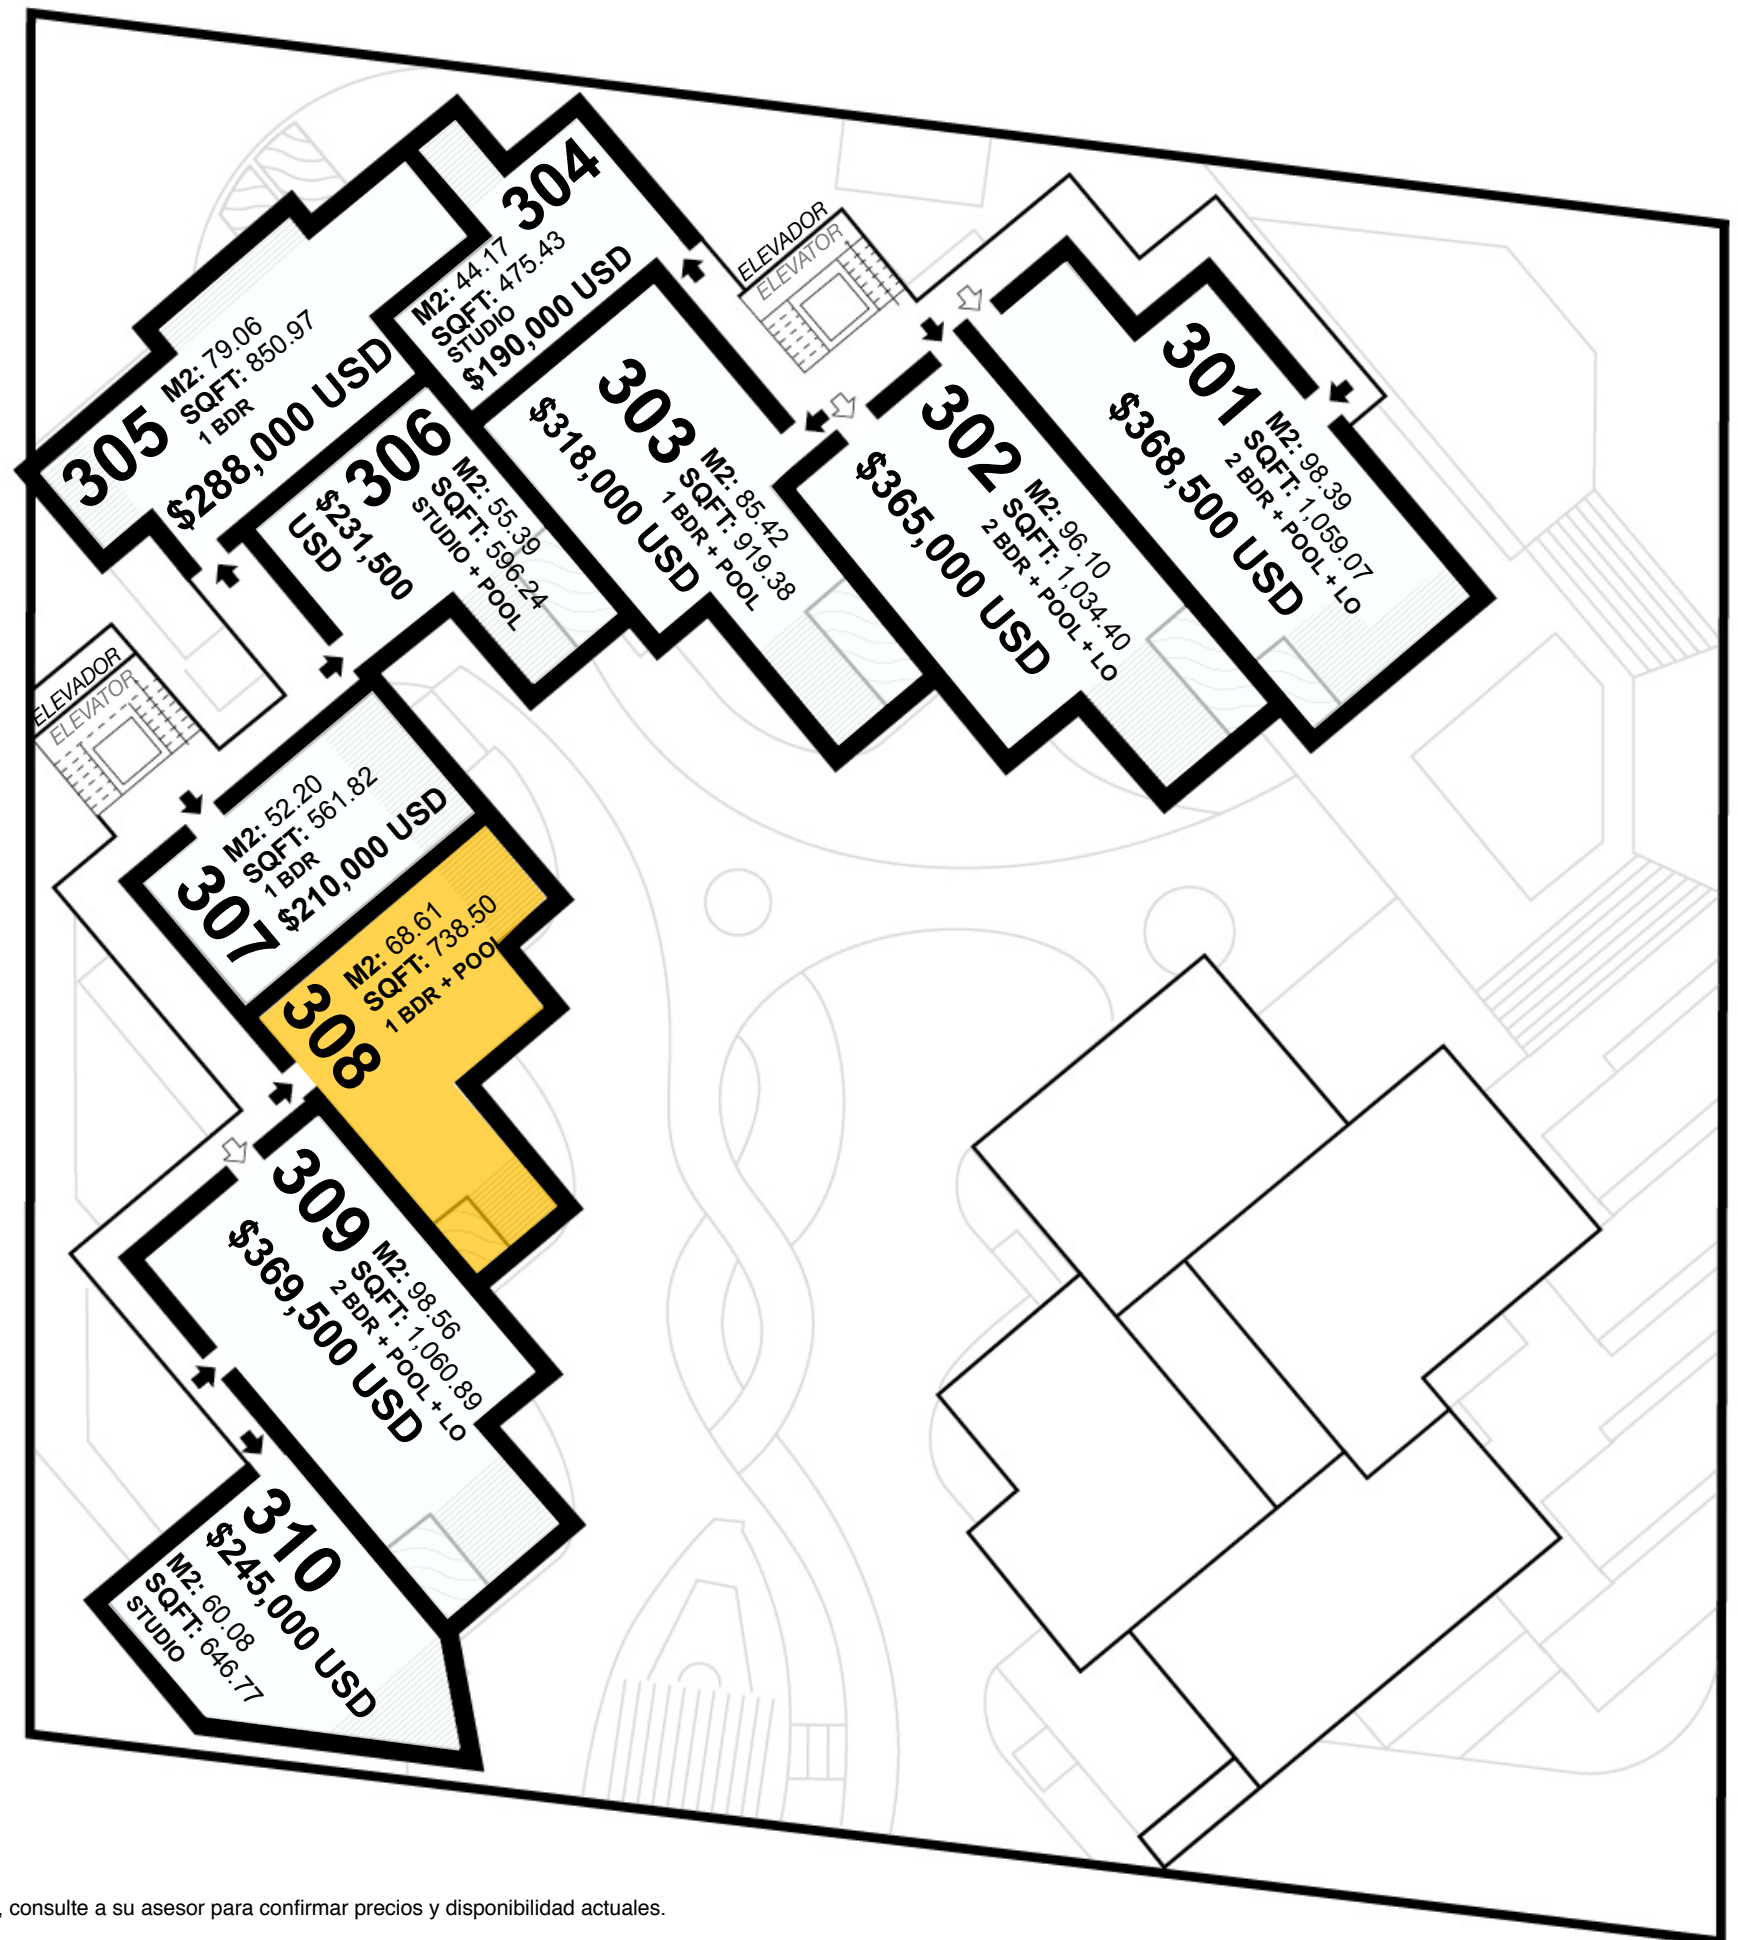 304
M2: 44.17
SQFT: 475.43
STUDIO
$190,000 USD
ELEVADOR
ELEVATOR
305
M2: 79.06
SQFT: 850.97
1 BDR
$288,000 USD
306
M2: 55.39
SQFT: 596.24
STUDIO + POOL
$231,500
USD
303
M2: 85.42
SQFT: 919.38
1 BDR + POOL
$318,000 USD
302
M2: 96.10
SQFT: 1,034.40
2 BDR + POOL + LO
$365,000 USD
301
M2: 98.39
SQFT: 1,059.07
2 BDR + POOL + LO
$368,500 USD
ELEVADOR
ELEVATOR
307
M2: 52.20
SQFT: 561.82
1 BDR
$210,000 USD
308
M2: 68.61
SQFT: 738.50
1 BDR + POOL
309
M2: 98.56
SQFT: 1,060.89
2 BDR + POOL + LO
$369,500 USD
310
$245,000 USD
M2: 60.08
SQFT: 646.77
STUDIO
, consulte a su asesor para confirmar precios y disponibilidad actuales.